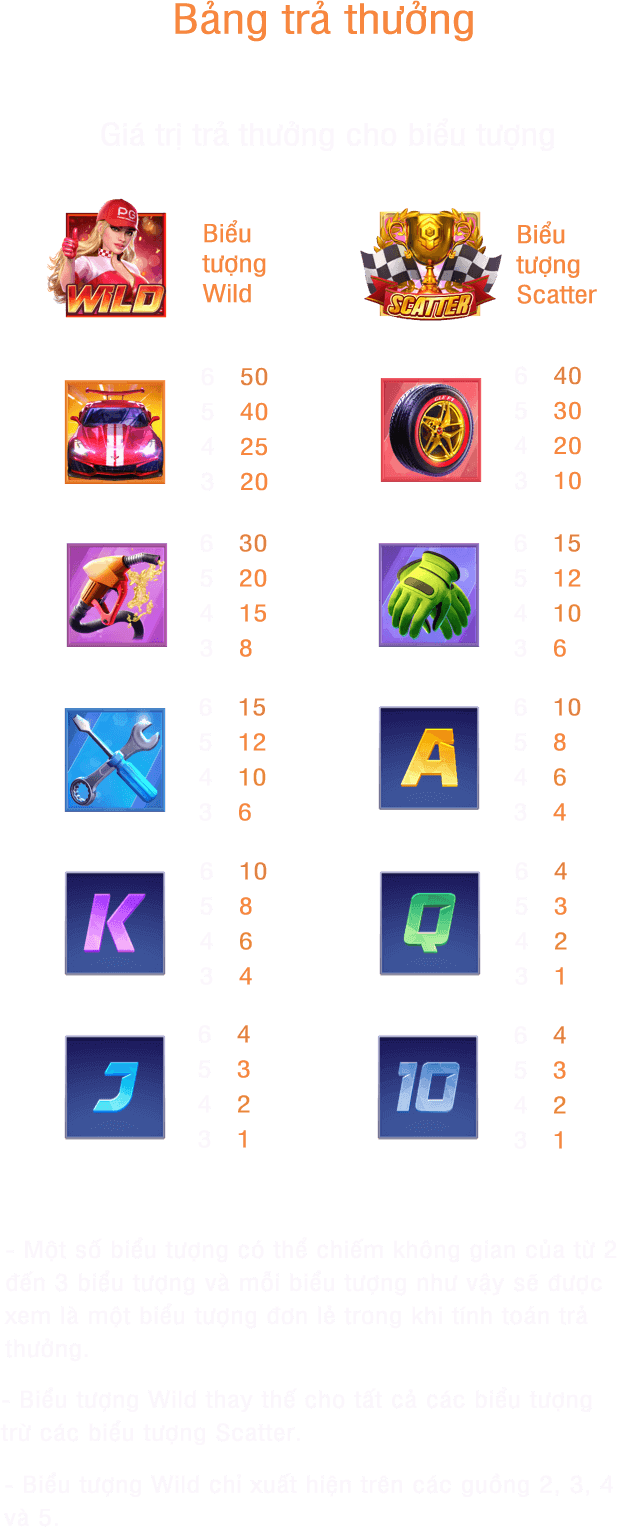 Bảng trả thưởng
Giá trị trả thưởng cho biểu tượng
PG
WILD
Biểu
tượng
Wild
SCATTER
Biểu
tượng
Scatter
6 50
5 40
4 25
3 20
6 40
5 30
4 20
3 10
6 30
5 20
4 15
3 8
6 15
5 12
4 10
3 6
6 15
5 12
4 10
3 6
A
6 10
5 8
6 6
3 4
K
6 10
5 8
4 6
3 4
Q
6 4
5 3
4 2
3 1
J
6 4
5 3
4 2
3 1
10
6 4
5 3
4 2
3 1
- Một số biểu tượng có thể chiếm không gian của từ 2
đến 3 biểu tượng và mỗi biểu tượng như vậy sẽ được
xem là một biểu tượng đơn lẻ trong khi tính toán trả
thưởng.
- Biểu tượng Wild thay thế cho tất cả các biểu tượng
trừ các biểu tượng Scatter.
- Biểu tượng Wild chỉ xuất hiện trên các guồng 2, 3, 4
và 5.